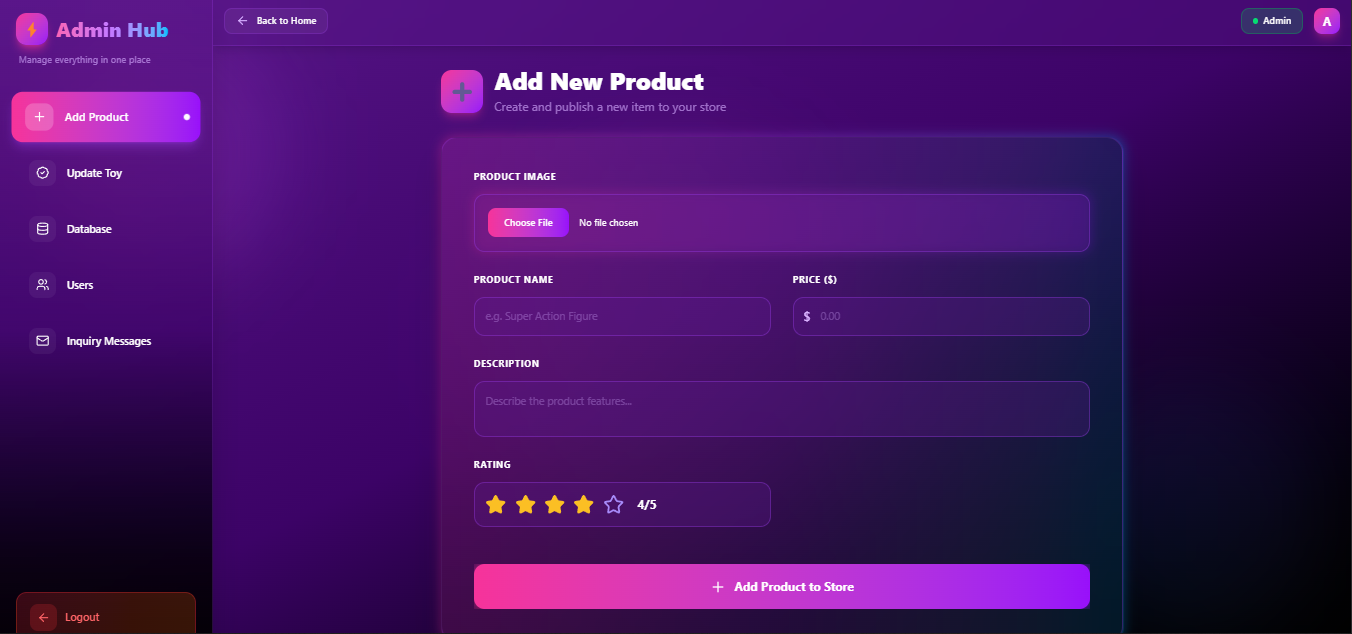 Admin Hub
Manage everything in one place
Add Product
Update Toy
Database
Users
Inquiry Messages
Logout
Back to Home
Admin
A
Add New Product
Create and publish a new item to your store
PRODUCT IMAGE
Choose File No file chosen
PRODUCT NAME
e.g. Super Action Figure
PRICE ($)
$ 0.00
DESCRIPTION
Describe the product features...
RATING
4/5
Add Product to Store